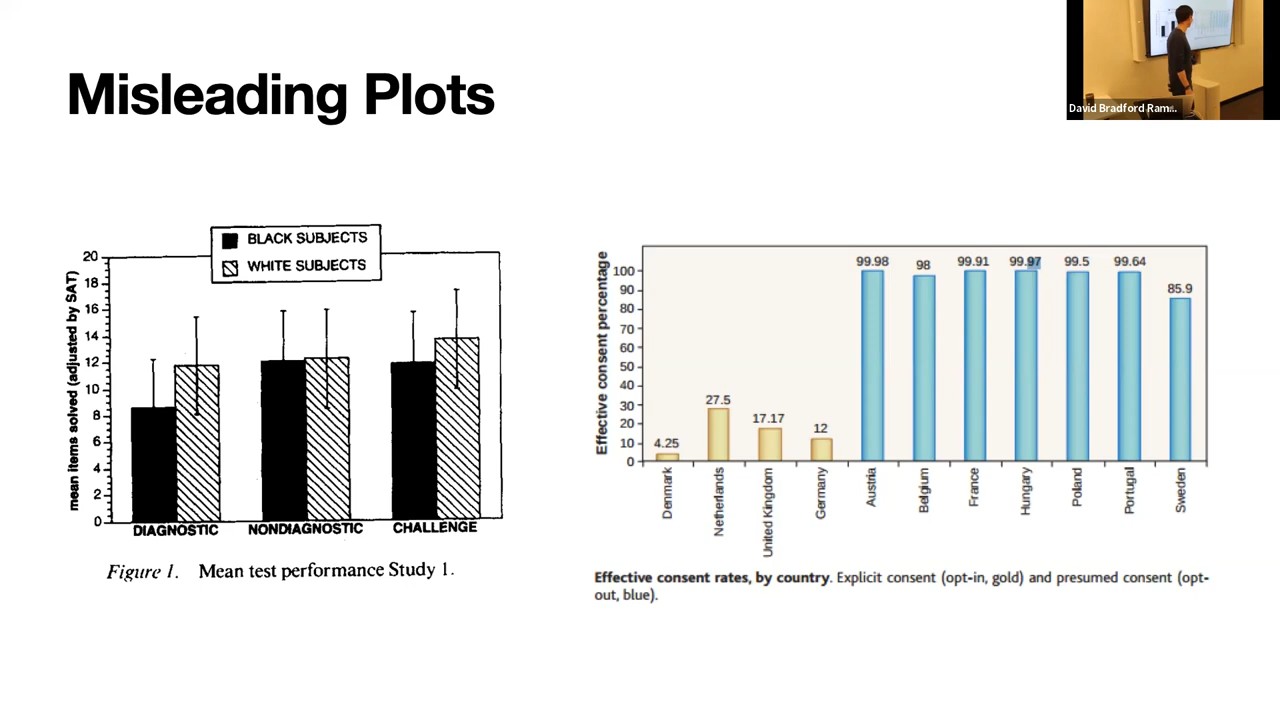 Misleading Plots
David Bradford Ram...
BLACK SUBJECTS
WHITE SUBJECTS
mean items solved (adjusted by SAT)
20
18
16
14
12
10
8
6
4
2
0
DIAGNOSTIC NONDIAGNOSTIC CHALLENGE
Figure 1. Mean test performance Study 1.
Effective consent percentage
100
90
80
70
60
50
40
30
20
10
0
4.25
27.5
17.17
12
99.98
98
99.91
99.97
99.5
99.64
85.9
Denmark
Netherlands
United Kingdom
Germany
Austria
Belgium
France
Hungary
Poland
Portugal
Sweden
Effective consent rates, by country. Explicit consent (opt-in, gold) and presumed consent (opt-
out, blue).